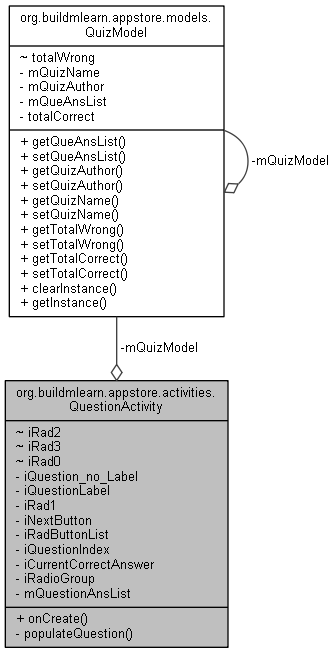 org.buildmlearn.appstore.models.
QuizModel
~ totalWrong
- mQuizName
- mQuizAuthor
- mQueAnsList
- totalCorrect
+ getQueAnsList()
+ setQueAnsList()
+ getQuizAuthor()
+ setQuizAuthor()
+ getQuizName()
+ setQuizName()
+ getTotalWrong()
+ setTotalWrong()
+ getTotalCorrect()
+ setTotalCorrect()
+ clearInstance()
+ getInstance()
-mQuizModel
-mQuizModel
org.buildmlearn.appstore.activities.
QuestionActivity
~ iRad2
~ iRad3
~ iRad0
- iQuestion_no_Label
- iQuestionLabel
- iRad1
- iNextButton
- iRadButtonList
- iQuestionIndex
- iCurrentCorrectAnswer
- iRadioGroup
- mQuestionAnsList
+ onCreate()
- populateQuestion()